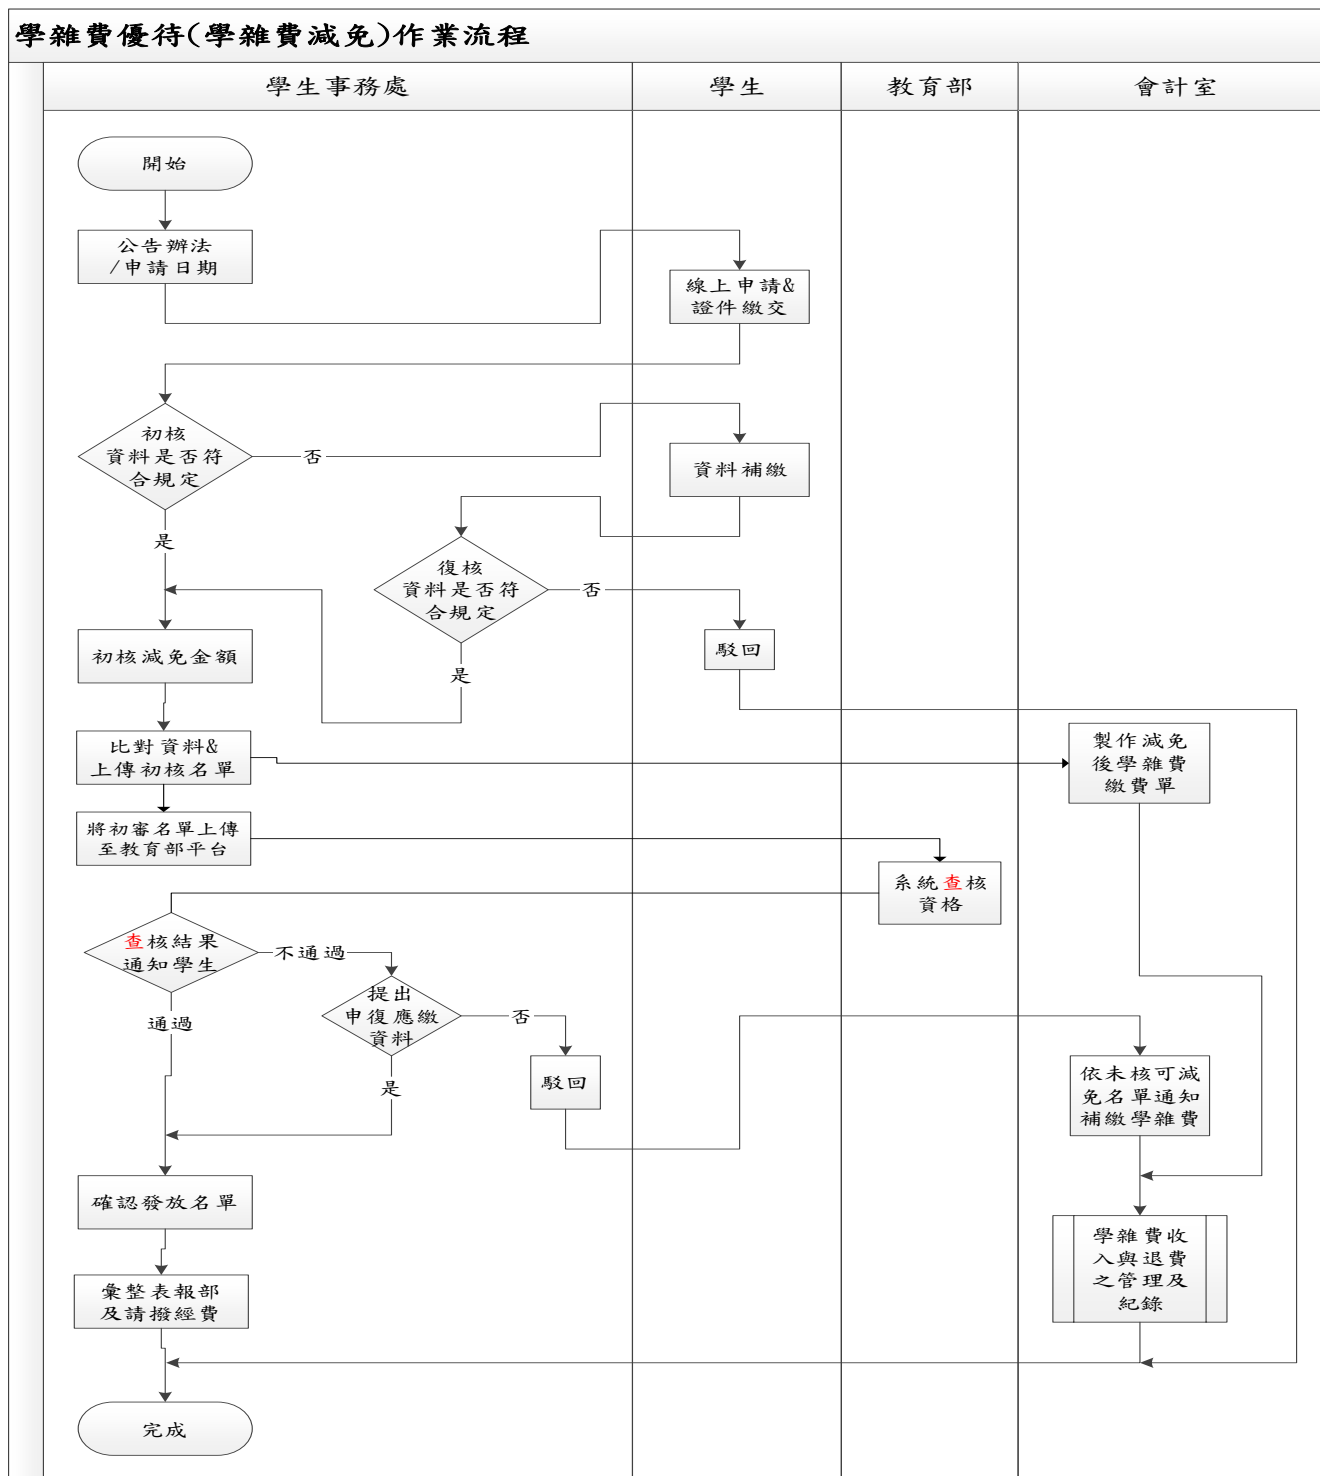 學雜費優待(學雜費減免)作業流程
學生事務處
學生
教育部
會計室
開始
公告辦法
/申請日期
線上申請&
證件繳交
初核
資料是否符
合規定
否
資料補繳
是
復核
資料是否符
合規定
否
駁回
是
初核減免金額
比對資料&
上傳初核名單
製作減免
後學雜費
繳費單
將初審名單上傳
至教育部平台
系統查核
資格
查核結果
通知學生
不通過
通過
提出
申復應繳
資料
否
駁回
是
依未核可減
免名單通知
補繳學雜費
確認發放名單
學雜費收
入與退費
之管理及
紀錄
彙整表報部
及請撥經費
完成